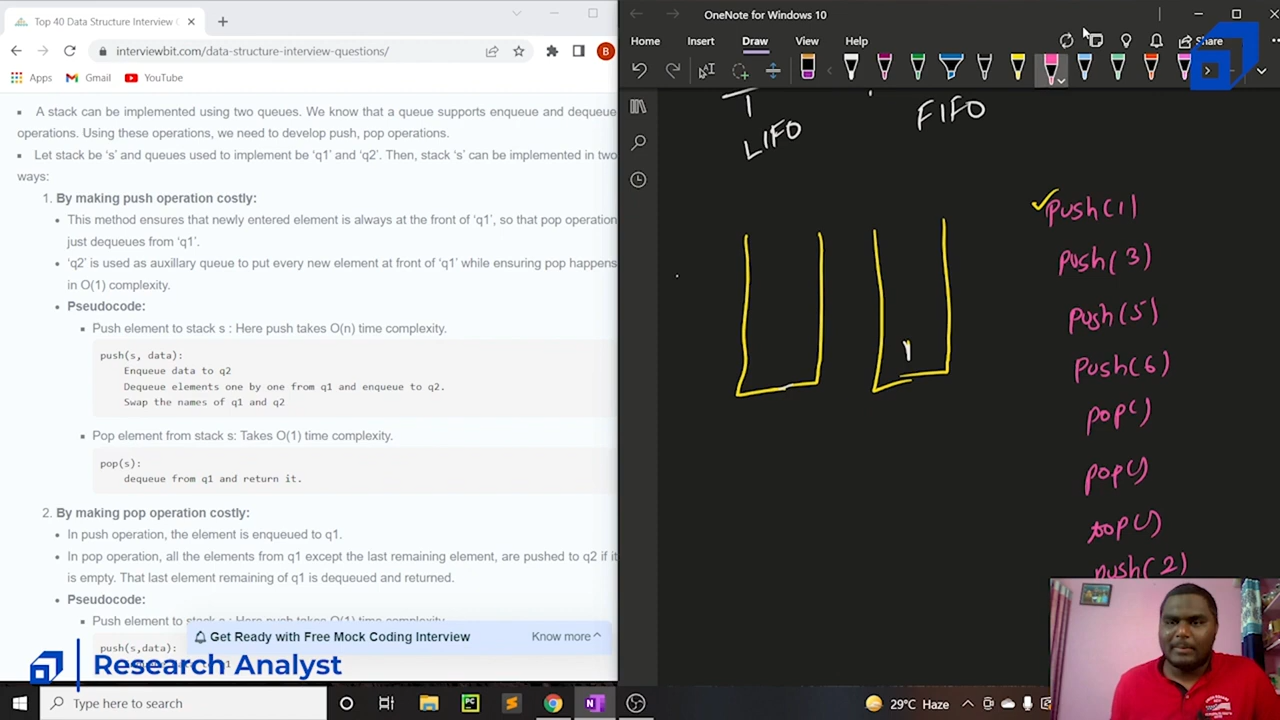 Top 40 Data Structure Interview
interviewbit.com/data-structure-interview-questions/
B
Apps
Gmail
YouTube
A stack can be implemented using two queues. We know that a queue supports enqueue and dequeue
operations. Using these operations, we need to develop push, pop operations.
Let stack be ‘s’ and queues used to implement be ‘q1’ and ‘q2’. Then, stack ‘s’ can be implemented in two
ways:
1. By making push operation costly:
This method ensures that newly entered element is always at the front of ‘q1’, so that pop operation
just dequeues from ‘q1’.
‘q2’ is used as auxillary queue to put every new element at front of ‘q1’ while ensuring pop happens
in O(1) complexity.
Pseudocode:
Push element to stack s : Here push takes O(n) time complexity.
push(s, data):
Enqueue data to q2
Dequeue elements one by one from q1 and enqueue to q2.
Swap the names of q1 and q2
Pop element from stack s: Takes O(1) time complexity.
pop(s):
dequeue from q1 and return it.
2. By making pop operation costly:
In push operation, the element is enqueued to q1.
In pop operation, all the elements from q1 except the last remaining element, are pushed to q2 if it
is empty. That last element remaining of q1 is dequeued and returned.
Pseudocode:
Push element to stack s : Here push takes O(1) time complexity.
push(s,data):
Get Ready with Free Mock Coding Interview
Know more
Research Analyst
Type here to search
OneNote for Windows 10
Home
Insert
Draw
View
Help
Share
LIFO
FIFO
1
push(1)
push(3)
push(5)
push(6)
pop()
pop()
top()
push(2)
29°C Haze